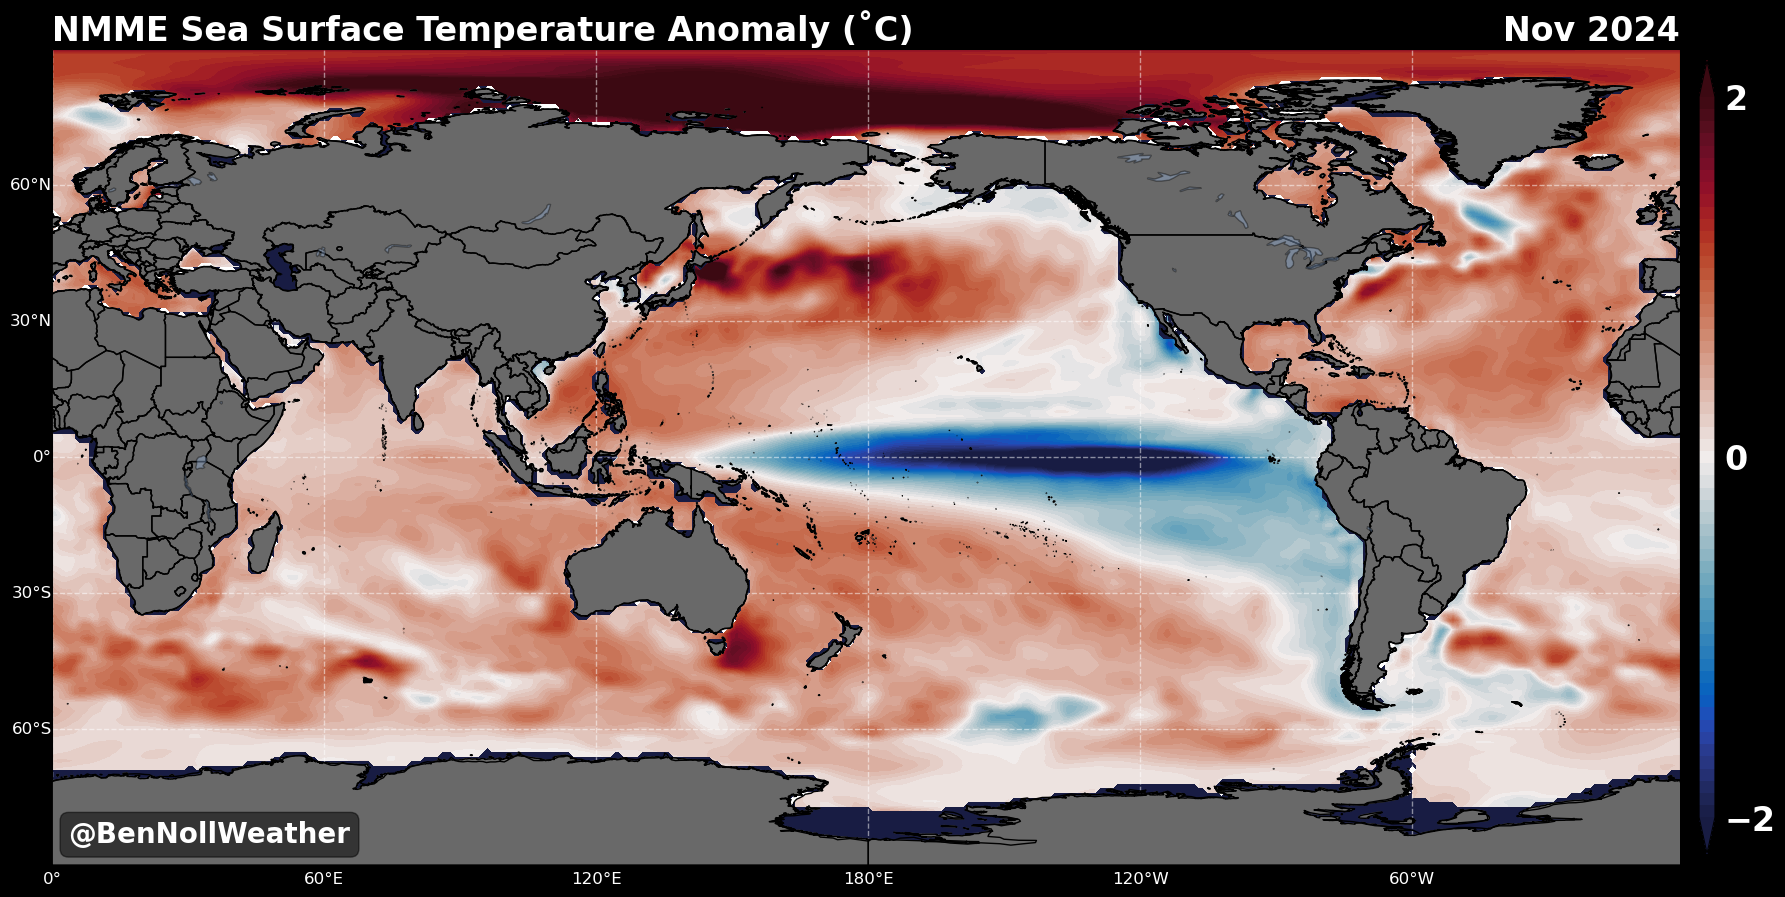 NMME Sea Surface Temperature Anomaly (˚C)
Nov 2024
2
60°N
30°N
0°
0
30°S
60°S
−2
@BenNollWeather
0°
60°E
120°E
180°E
120°W
60°W